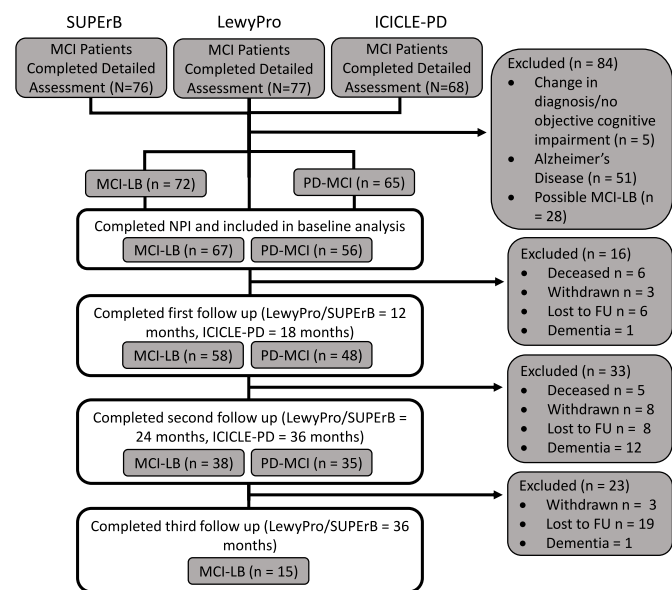 SUPErB
LewyPro
ICICLE-PD
MCI Patients
Completed Detailed
Assessment (N=76)
MCI Patients
Completed Detailed
Assessment (N=77)
MCI Patients
Completed Detailed
Assessment (N=68)
Excluded (n = 84)
• Change in
diagnosis/no
objective cognitive
impairment (n = 5)
• Alzheimer's
Disease (n = 51)
• Possible MCI-LB (n
= 28)
MCI-LB (n = 72)
PD-MCI (n = 65)
Completed NPI and included in baseline analysis
MCI-LB (n = 67)
PD-MCI (n = 56)
Excluded (n = 16)
• Deceased n = 6
• Withdrawn n = 3
• Lost to FU n = 6
• Dementia = 1
Completed first follow up (LewyPro/SUPErB = 12
months, ICICLE-PD = 18 months)
MCI-LB (n = 58)
PD-MCI (n = 48)
Excluded (n = 33)
• Deceased n = 5
• Withdrawn n = 8
• Lost to FU n = 8
• Dementia = 12
Completed second follow up (LewyPro/SUPErB =
24 months, ICICLE-PD = 36 months)
MCI-LB (n = 38)
PD-MCI (n = 35)
Excluded (n = 23)
• Withdrawn n = 3
• Lost to FU n = 19
• Dementia = 1
Completed third follow up (LewyPro/SUPErB = 36
months)
MCI-LB (n = 15)